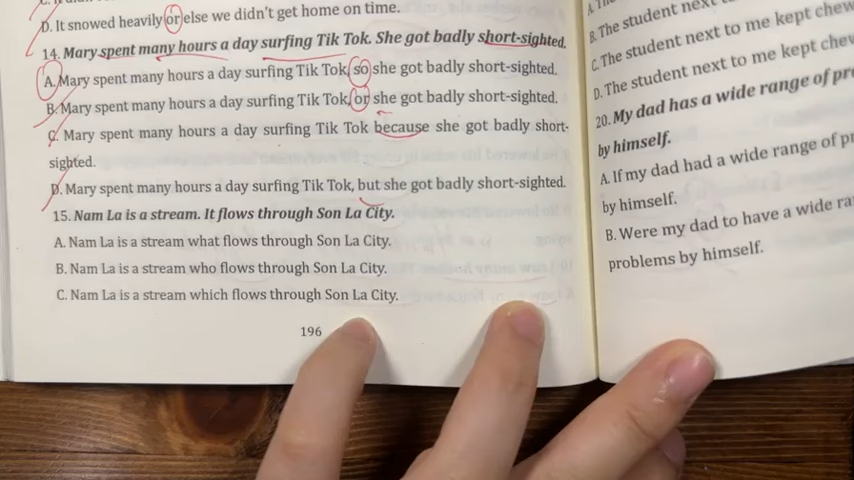 D. It snowed heavily or else we didn't get home on time.
14. Mary spent many hours a day surfing Tik Tok. She got badly short-sighted.
A. Mary spent many hours a day surfing Tik Tok, so she got badly short-sighted.
B. Mary spent many hours a day surfing Tik Tok, or she got badly short-sighted.
C. Mary spent many hours a day surfing Tik Tok because she got badly short-
sighted.
D. Mary spent many hours a day surfing Tik Tok, but she got badly short-sighted.
15. Nam La is a stream. It flows through Son La City.
A. Nam La is a stream what flows through Son La City.
B. Nam La is a stream who flows through Son La City.
C. Nam La is a stream which flows through Son La City.
196
B. The student next
C. The student next to me kept chew
D. The student next to me kept chew
20. My dad has a wide range of pr
by himself.
A. If my dad had a wide range of p
by himself.
B. Were my dad to have a wide ra
problems by himself.